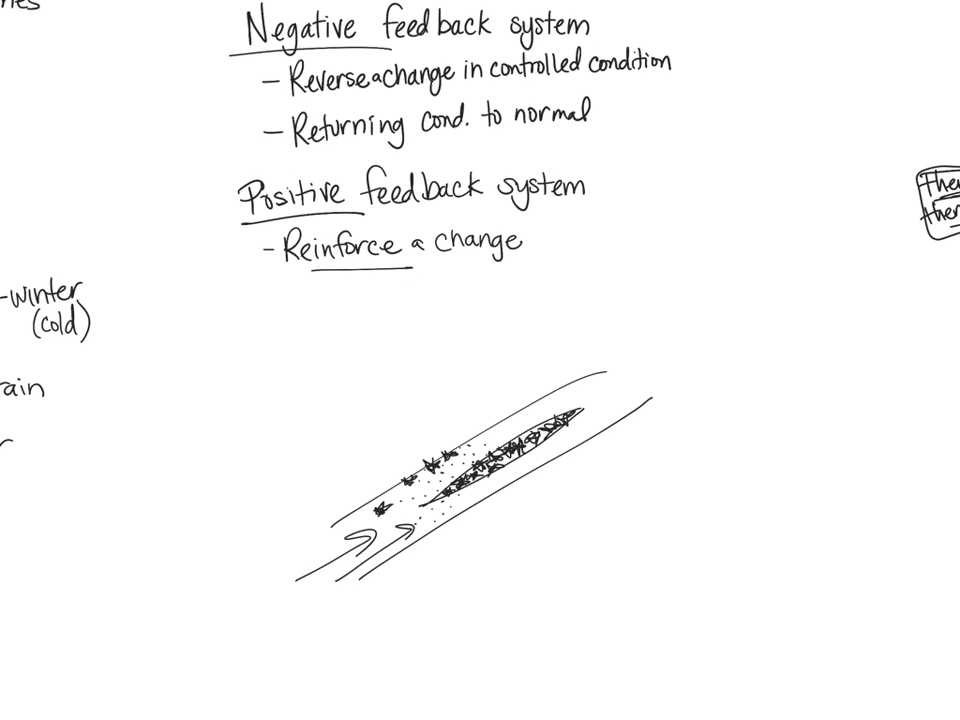 Negative feedback system
- Reverse a change in controlled condition
- Returning cond. to normal
Positive feedback system
- Reinforce a change
-winter
(cold)